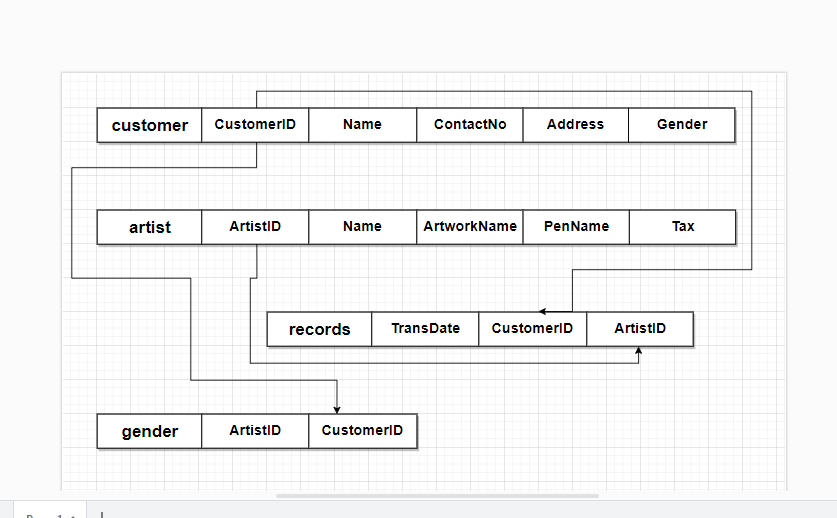 customer CustomerID Name ContactNo Address Gender
artist ArtistID Name ArtworkName PenName Tax
records TransDate CustomerID ArtistID
gender ArtistID CustomerID